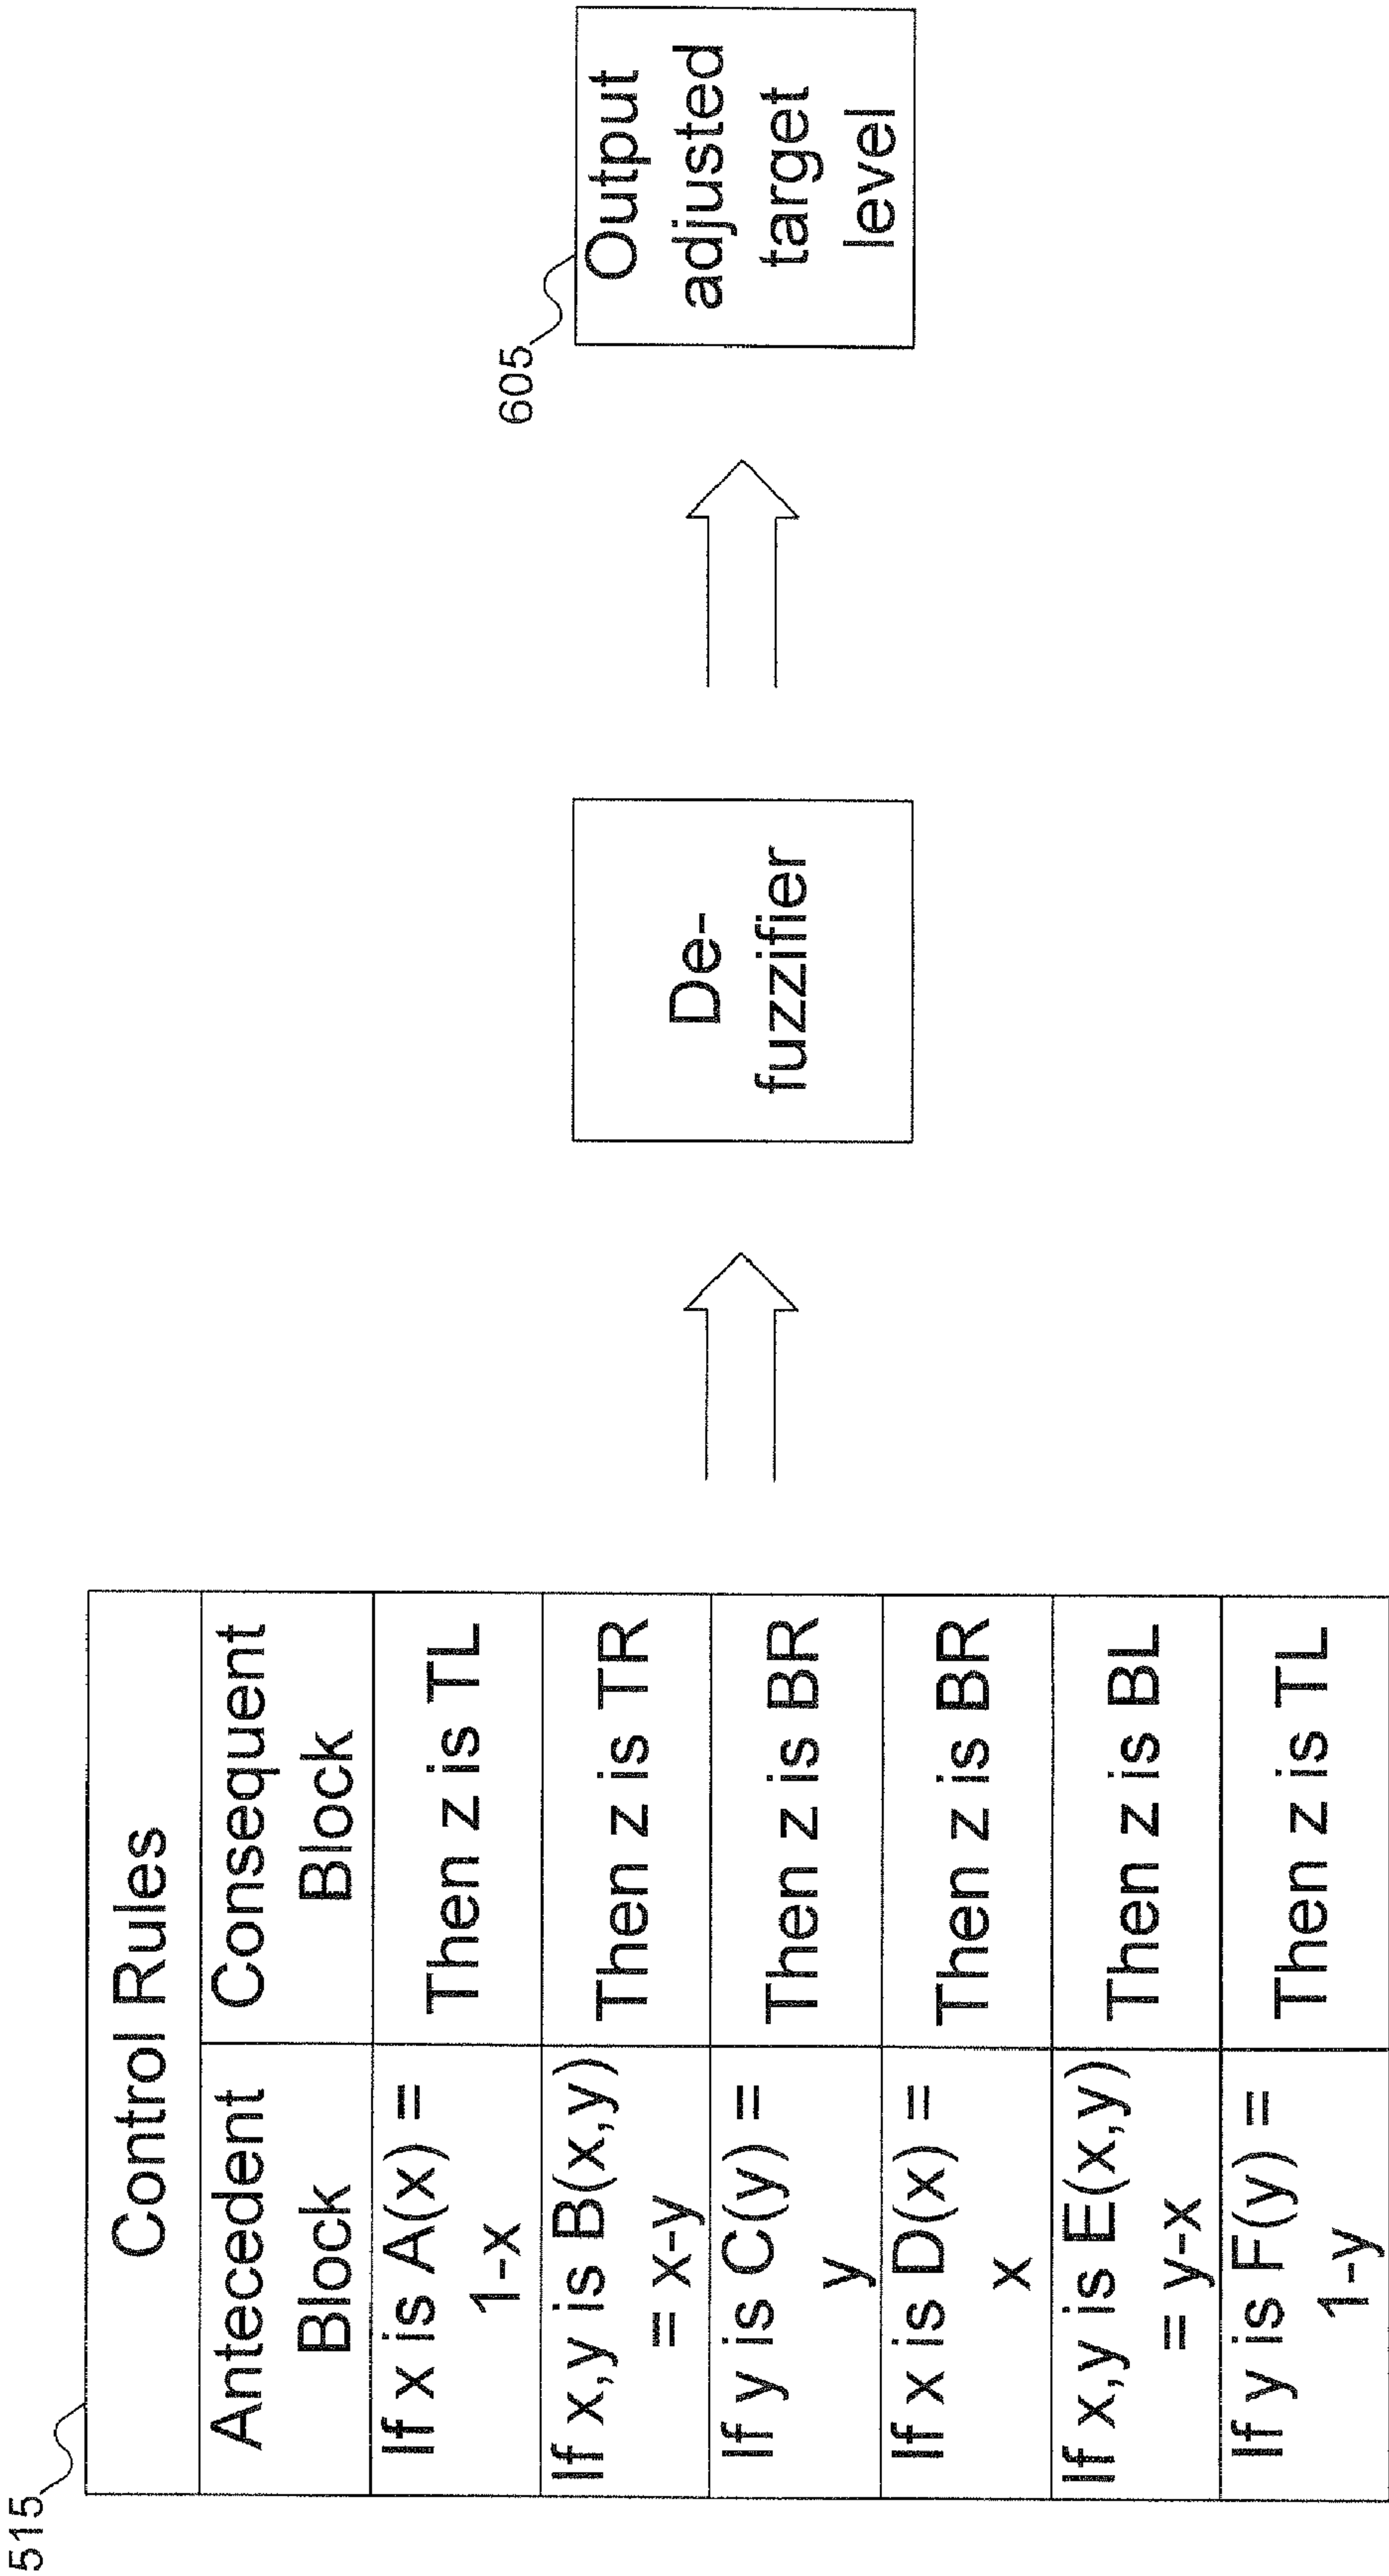 515
Control Rules
Antecedent
Block
Consequent
Block
If x is A(x) =
1-x
Then z is TL
If x,y is B(x,y)
= x-y
Then z is TR
If y is C(y) =
y
Then z is BR
If x is D(x) =
x
Then z is BR
If x,y is E(x,y)
= y-x
Then z is BL
If y is F(y) =
1-y
Then z is TL
De-
fuzzifier
605
Output
adjusted
target
level